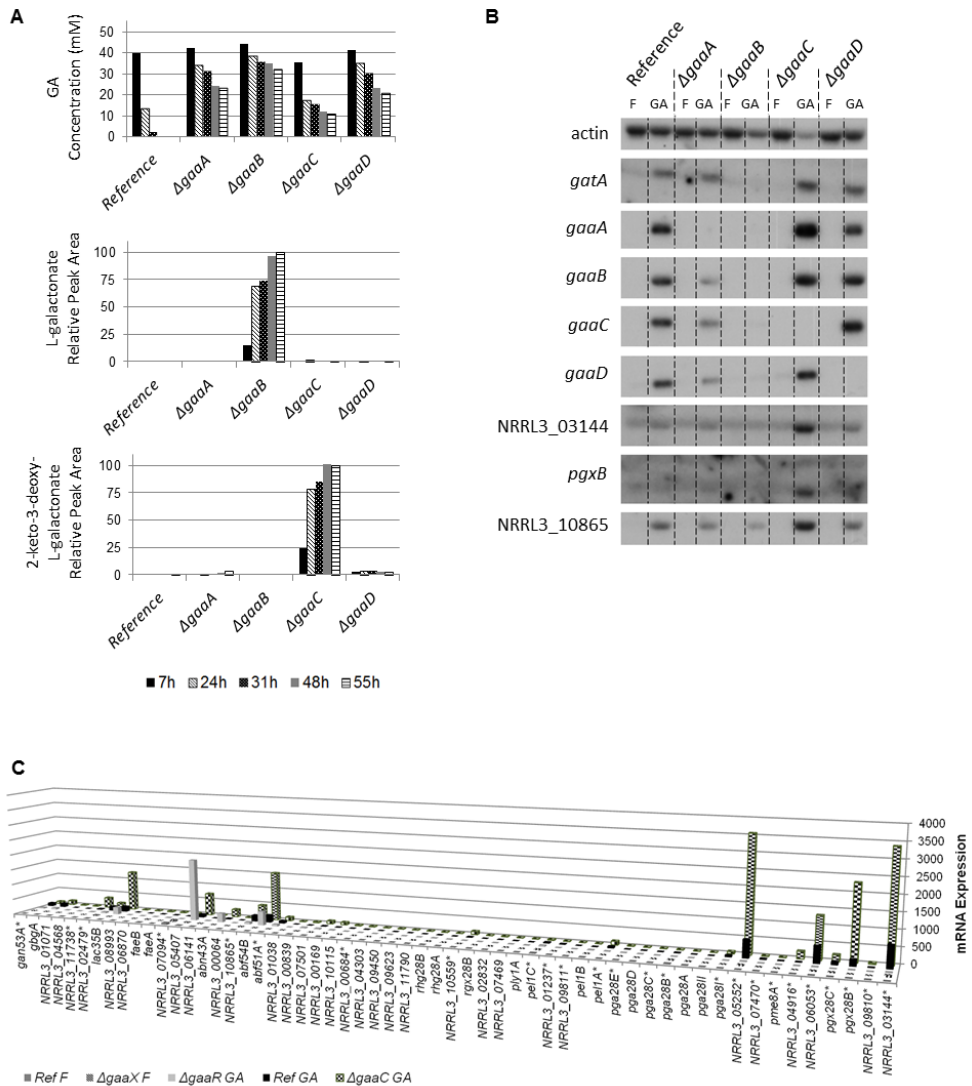 A
GA
Concentration (mM)
50
40
30
20
10
0
Reference
ΔgaaA
ΔgaaB
ΔgaaC
ΔgaaD
L-galactonate
Relative Peak Area
100
75
50
25
0
Reference
ΔgaaA
ΔgaaB
ΔgaaC
ΔgaaD
2-keto-3-deoxy-
L-galactonate
Relative Peak Area
100
75
50
25
0
Reference
ΔgaaA
ΔgaaB
ΔgaaC
ΔgaaD
7h 24h 31h 48h 55h
B
Reference ΔgaaA ΔgaaB ΔgaaC ΔgaaD
F GA F GA F GA F GA F GA
actin
gatA
gaaA
gaaB
gaaC
gaaD
NRRL3_03144
pgxB
NRRL3_10865
C
4000
3500
3000
2500
2000
1500
1000
500
0
mRNA Expression
gan53A*
gbgA
NRRL3_01071
NRRL3_04568
NRRL3_11738*
NRRL3_02479*
lac35B
NRRL3_08993
NRRL3_06870
faeB
faeA
NRRL3_07094*
NRRL3_05407
NRRL3_06141
abn43A
NRRL3_00064
NRRL3_10865*
abf54B
abf51A*
NRRL3_01038
NRRL3_00839
NRRL3_07501
NRRL3_00169
NRRL3_10115
NRRL3_00684*
NRRL3_04303
NRRL3_09450
NRRL3_09623
NRRL3_11790
rhg28B
rhg28A
NRRL3_10559*
rgx28B
NRRL3_02832
NRRL3_07469
ply1A
pel1C*
NRRL3_01237*
NRRL3_09811*
pel1B
pel1A*
pga28E*
pga28D
pga28C*
pga28B*
pga28A
pga28II
pga28I*
NRRL3_05252*
NRRL3_07470*
pme8A*
NRRL3_04916*
NRRL3_06053*
pgx28C*
pgx28B*
NRRL3_09810*
NRRL3_03144*
Ref F ΔgaaX F ΔgaaR GA Ref GA ΔgaaC GA